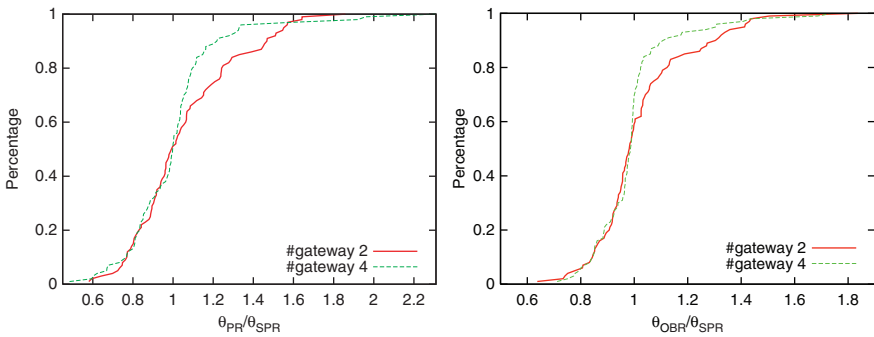 1
0.8
0.6
0.4
0.2
0
Percentage
0.6 0.8 1 1.2 1.4 1.6 1.8 2 2.2
θPR/θSPR
#gateway 2
#gateway 4
1
0.8
0.6
0.4
0.2
0
Percentage
0.6 0.8 1 1.2 1.4 1.6 1.8
θOBR/θSPR
#gateway 2
#gateway 4